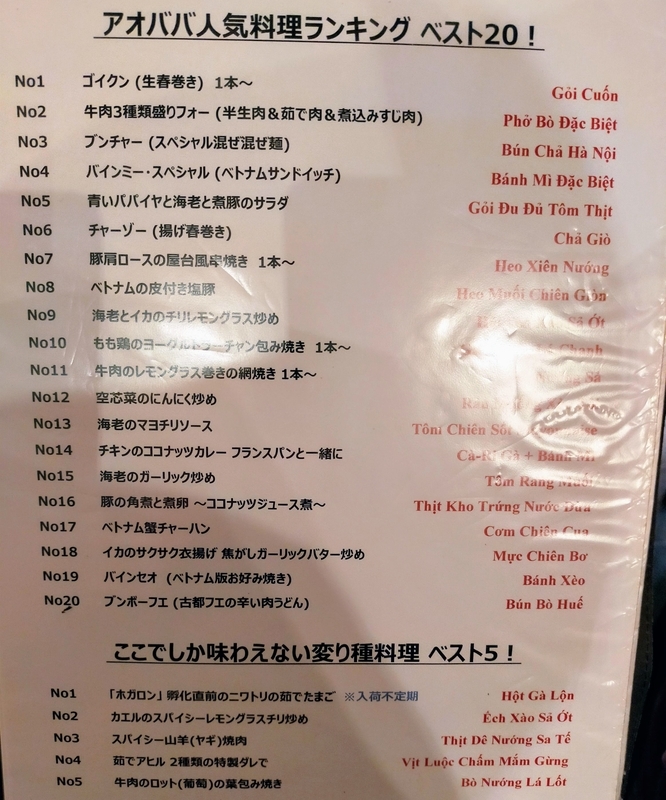 アオババ人気料理ランキング ベスト20！
No1 ゴイクン (生春巻き) 1本～ Gỏi Cuốn
No2 牛肉3種類盛りフォー (半生肉＆茹で肉＆煮込みすじ肉) Phở Bò Đặc Biệt
No3 ブンチャー (スペシャル混ぜ混ぜ麺) Bún Chả Hà Nội
No4 バインミー・スペシャル (ベトナムサンドイッチ) Bánh Mì Đặc Biệt
No5 青いパパイヤと海老と煮豚のサラダ Gỏi Đu Đủ Tôm Thịt
No6 チャーゾー (揚げ春巻き) Chả Giò
No7 豚肩ロースの屋台風串焼き 1本～ Heo Xiên Nướng
No8 ベトナムの皮付き塩豚 Heo Muối Chiên Giòn
No9 海老とイカのチリレモングラス炒め Sả Ớt
No10 もも鶏のヨーグルトラーチャン包み焼き 1本～ Chanh
No11 牛肉のレモングラス巻きの網焼き 1本～ Sả
No12 空芯菜のにんにく炒め Rau
No13 海老のマヨチリソース Tôm Chiên Sốt
No14 チキンのココナッツカレー フランスパンと一緒に Cà-Ri Gà + Bánh Mì
No15 海老のガーリック炒め Tôm Rang Muối
No16 豚の角煮と煮卵 ～ココナッツジュース煮～ Thịt Kho Trứng Nước Dừa
No17 ベトナム蟹チャーハン Cơm Chiên Cua
No18 イカのサクサク衣揚げ 焦がしガーリックバター炒め Mực Chiên Bơ
No19 バインセオ (ベトナム版お好み焼き) Bánh Xèo
No20 ブンボーフエ (古都フエの辛い肉うどん) Bún Bò Huế
ここでしか味わえない変り種料理 ベスト5！
No1 「ホガロン」孵化直前のニワトリの茹でたまご ※入荷不定期 Hột Gà Lộn
No2 カエルのスパイシーレモングラスチリ炒め Ếch Xào Sả Ớt
No3 スパイシー山羊(ヤギ)焼肉 Thịt Dê Nướng Sa Tế
No4 茹でアヒル 2種類の特製ダレで Vịt Luộc Chấm Mắm Gừng
No5 牛肉のロット(葡萄)の葉包み焼き Bò Nướng Lá Lốt